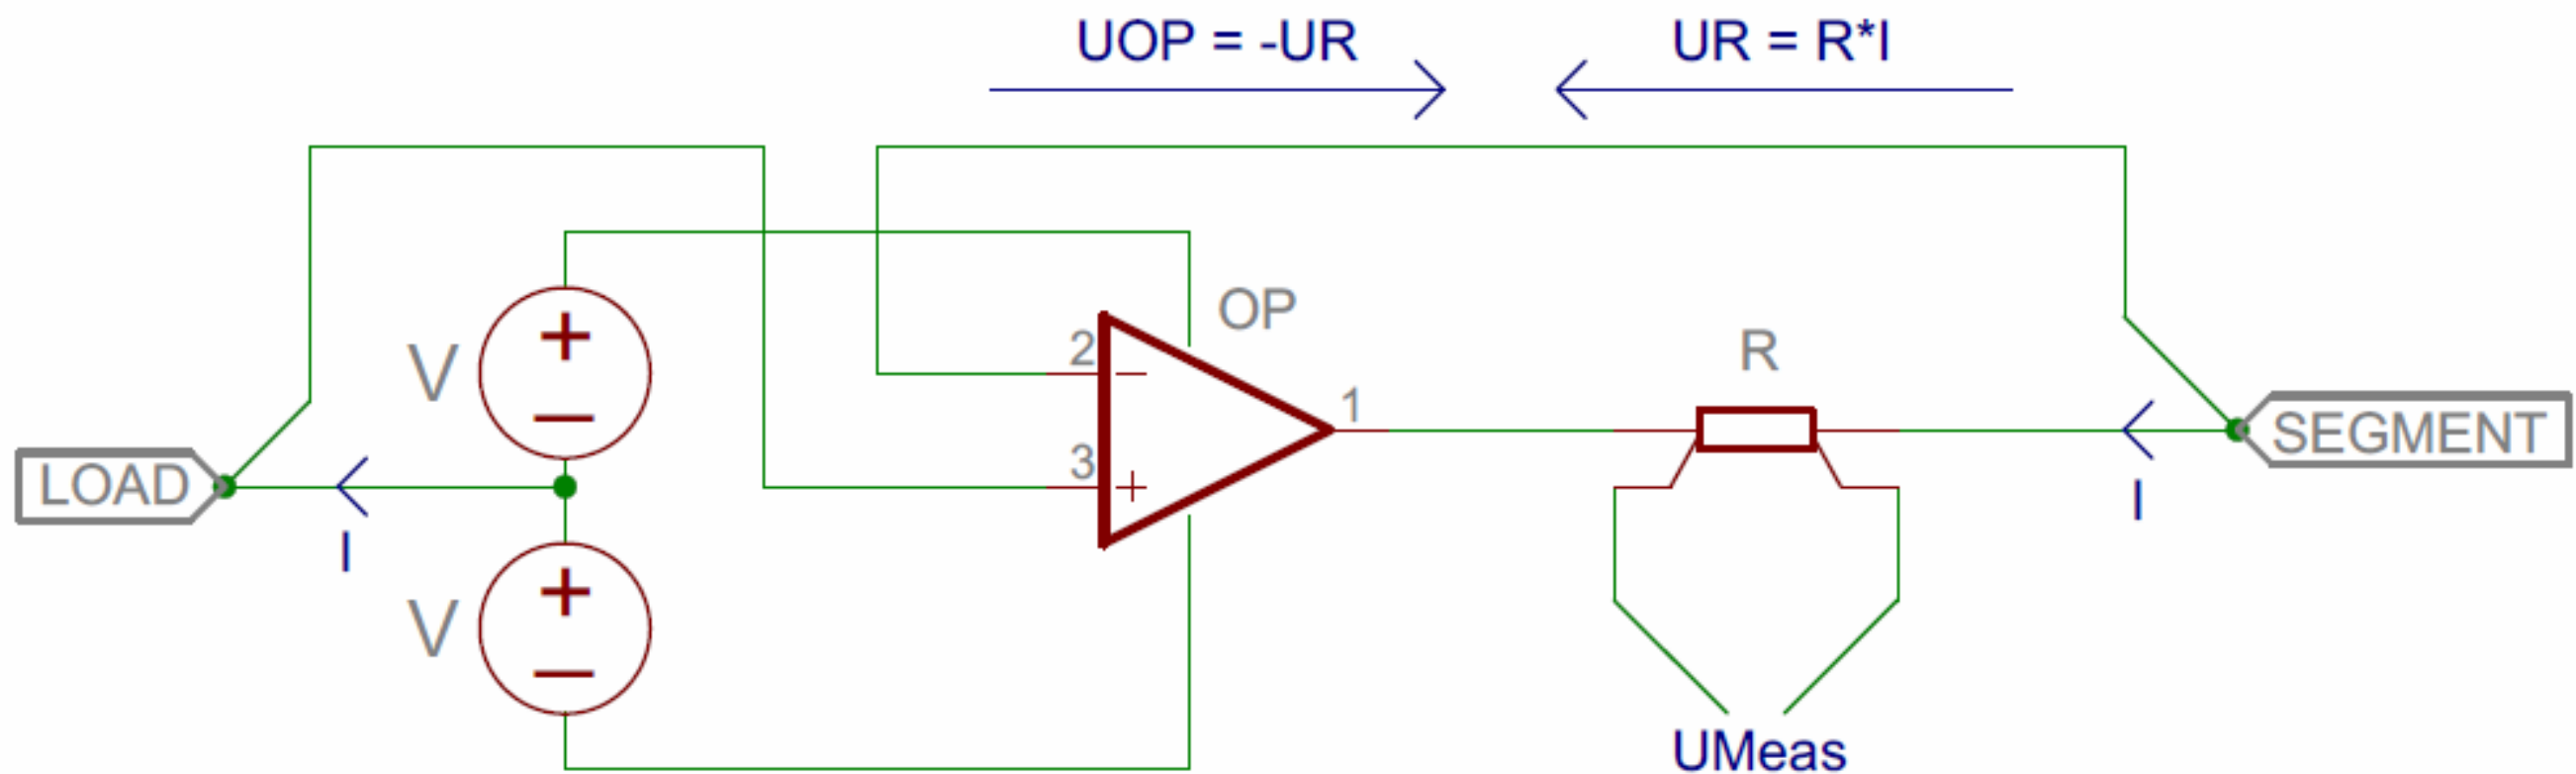 UOP = -UR
UR = R*I
OP
R
V
+
−
2
−
1
3
+
LOAD
I
SEGMENT
I
V
+
−
UMeas